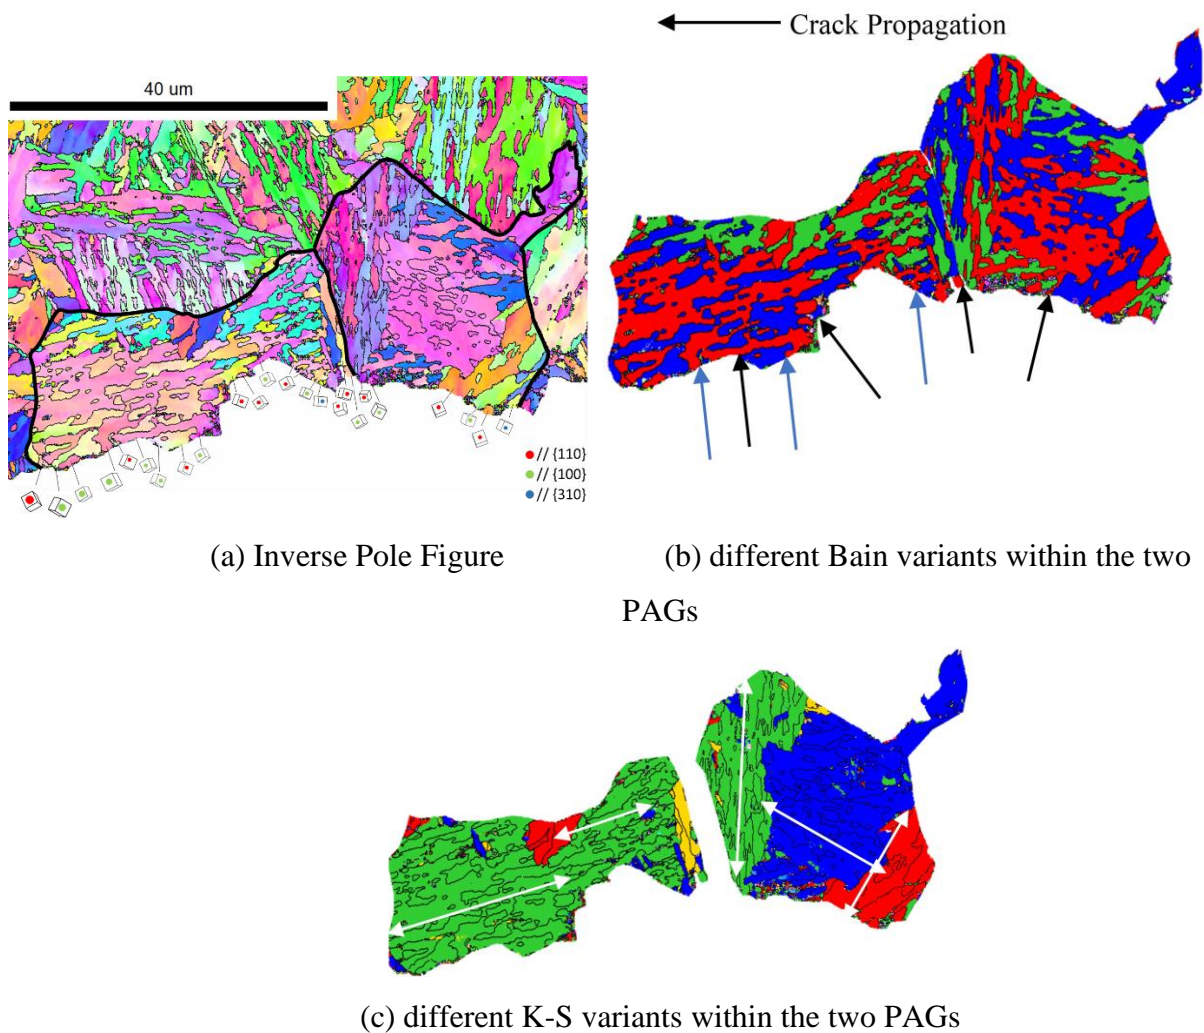 Crack Propagation
40 um
// {110}
// {100}
// {310}
(a) Inverse Pole Figure
(b) different Bain variants within the two
PAGs
(c) different K-S variants within the two PAGs